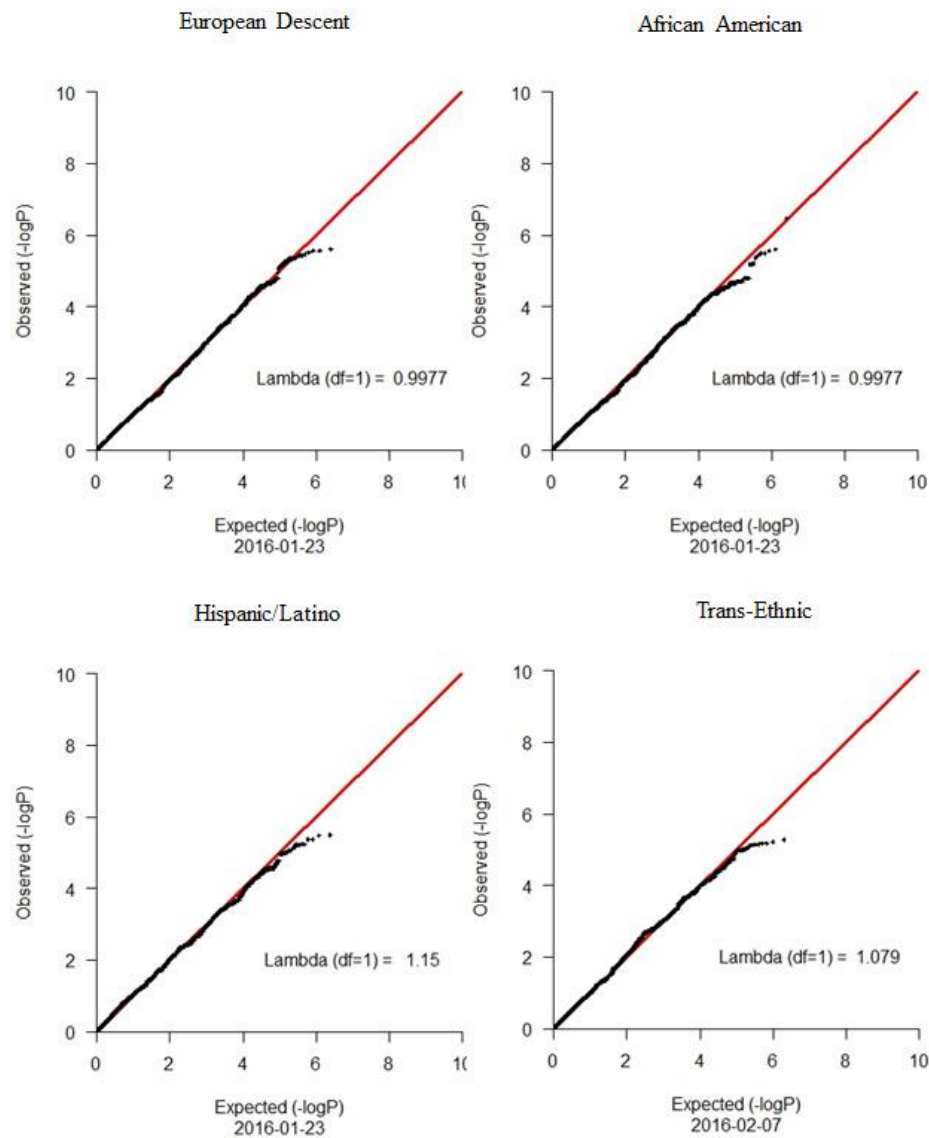 European Descent
African American
10
8
6
4
2
0
Observed (-logP)
Lambda (df=1) = 0.9977
0 2 4 6 8 10
Expected (-logP)
2016-01-23
10
8
6
4
2
0
Observed (-logP)
Lambda (df=1) = 0.9977
0 2 4 6 8 10
Expected (-logP)
2016-01-23
Hispanic/Latino
Trans-Ethnic
10
8
6
4
2
0
Observed (-logP)
Lambda (df=1) = 1.15
0 2 4 6 8 10
Expected (-logP)
2016-01-23
10
8
6
4
2
0
Observed (-logP)
Lambda (df=1) = 1.079
0 2 4 6 8 10
Expected (-logP)
2016-02-07